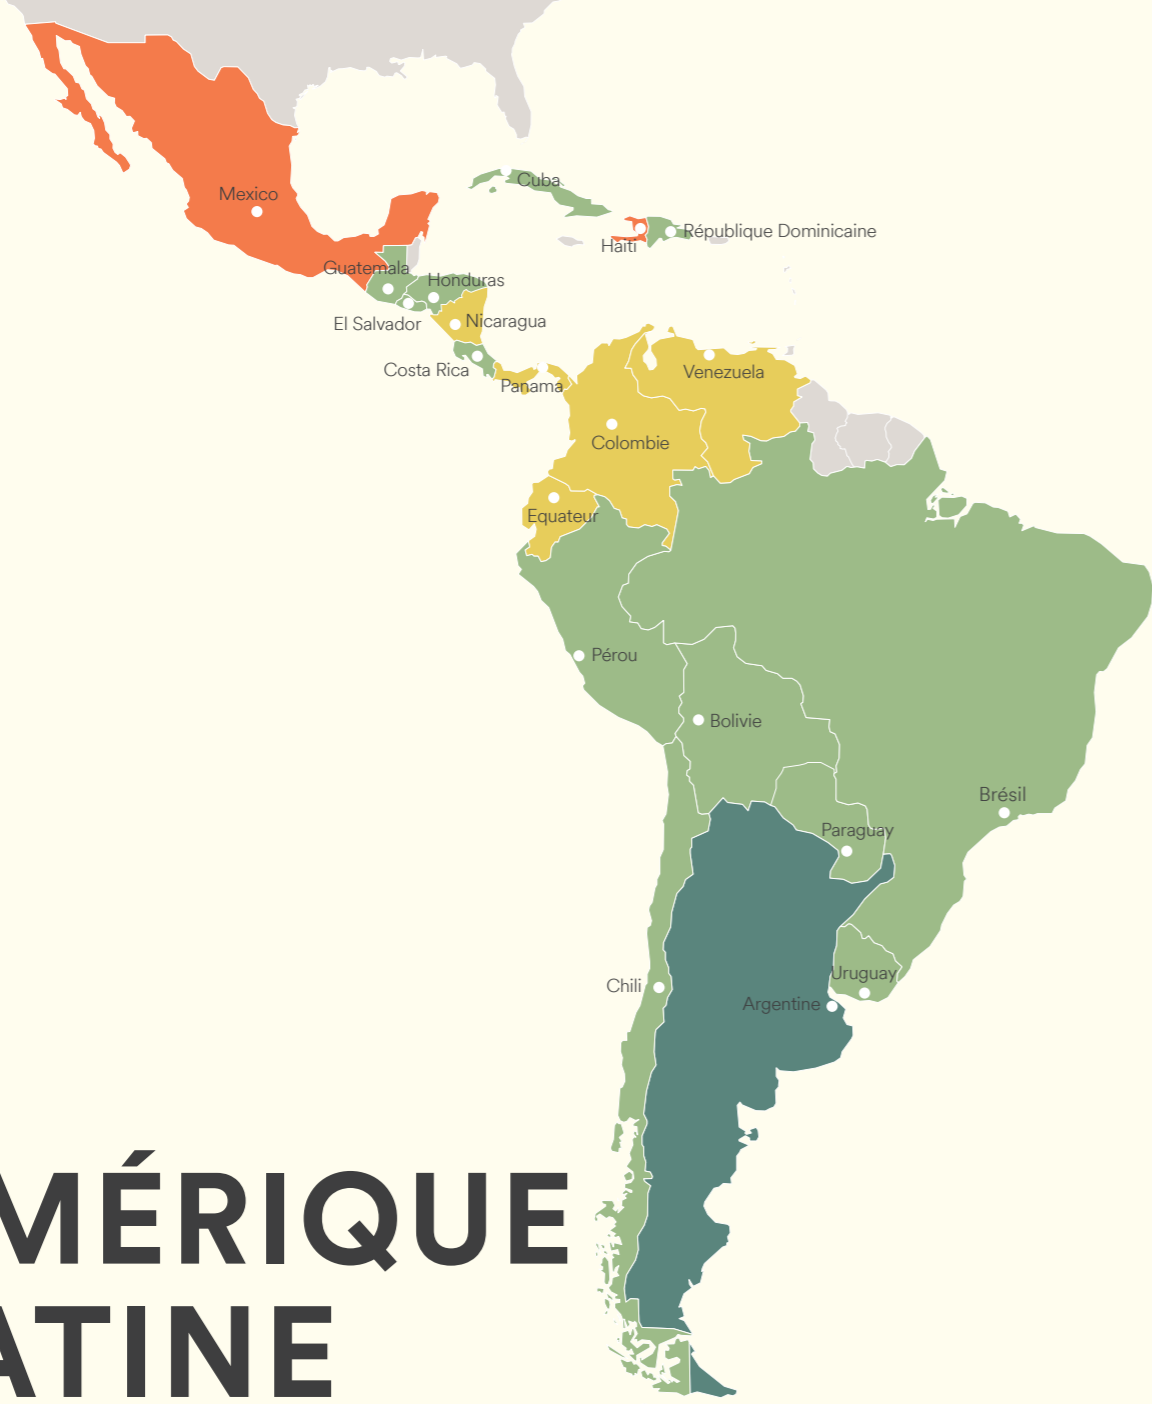 Mexico
Cuba
République Dominicaine
Haïti
Guatemala
Honduras
El Salvador
Nicaragua
Costa Rica
Panama
Venezuela
Colombie
Equateur
Pérou
Bolivie
Brésil
Paraguay
Chili
Uruguay
Argentine
MÉRIQUE
ATINE